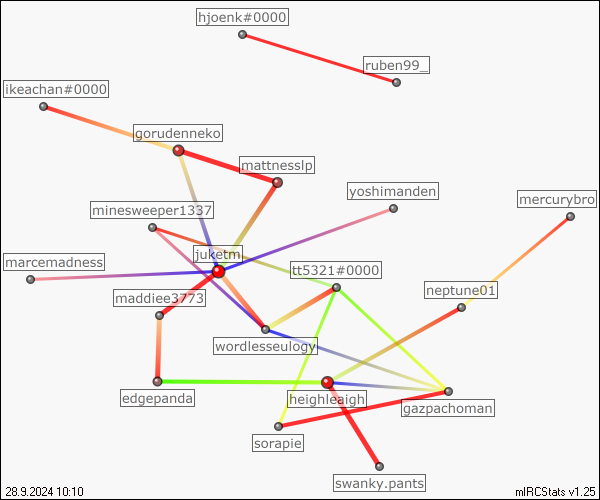 hjoenk#0000
ruben99_
ikeachan#0000
gorudenneko
mattnesslp
yoshimanden
mercurybro
minesweeper1337
juketm
marcemadness
tt5321#0000
neptune01
maddiee3773
wordlesseulogy
edgepanda
heighleaigh
gazpachoman
sorapie
swanky.pants
28.9.2024 10:10
mIRCStats v1.25